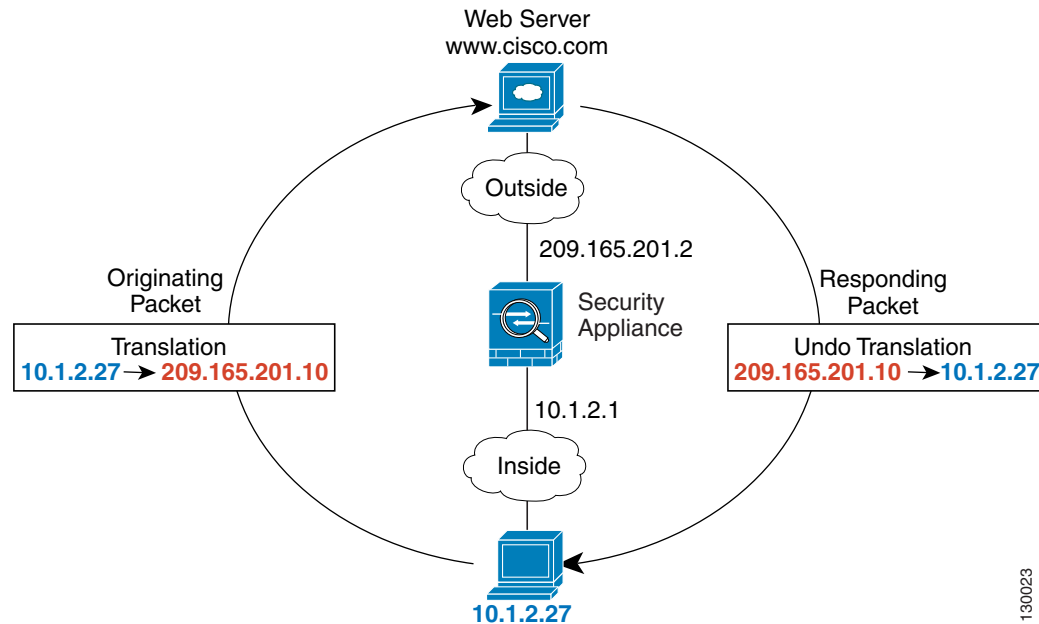 Web Server
www.cisco.com
Outside
209.165.201.2
Originating
Packet
Responding
Packet
Security
Appliance
Translation
10.1.2.27 → 209.165.201.10
Undo Translation
209.165.201.10 → 10.1.2.27
10.1.2.1
Inside
10.1.2.27
130023